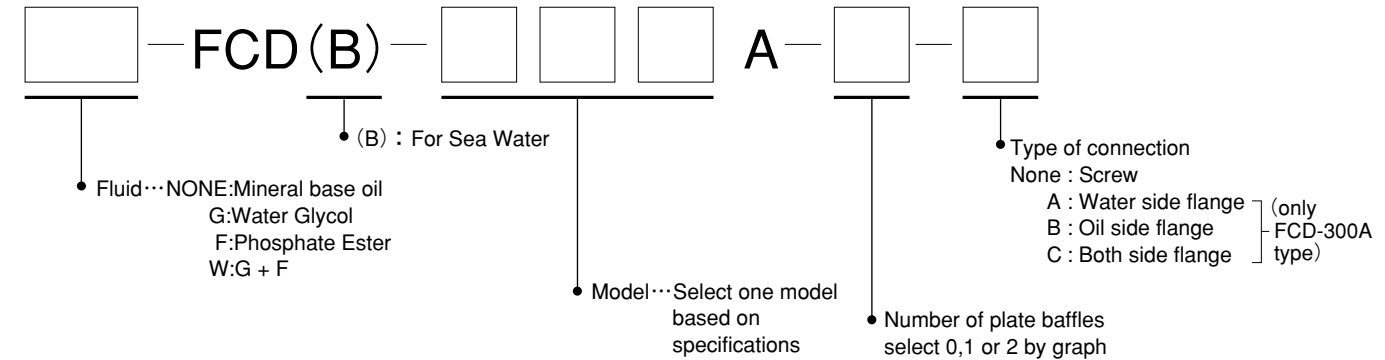 — FCD（B）— A — —
（B）：For Sea Water
Fluid…NONE:Mineral base oil
G:Water Glycol
F:Phosphate Ester
W:G + F
Model…Select one model
based on
specifications
Number of plate baffles
select 0,1 or 2 by graph
Type of connection
None : Screw
A : Water side flange
B : Oil side flange
C : Both side flange
（only
FCD-300A
type）